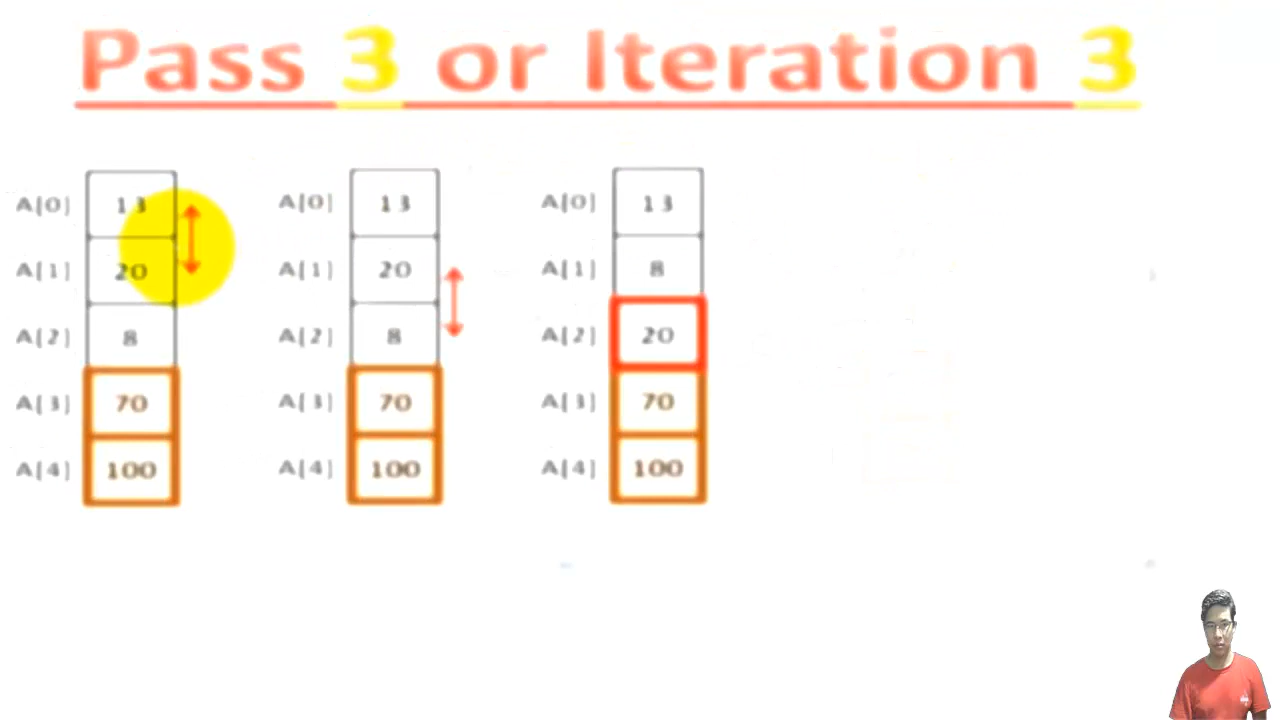 Pass 3 or Iteration 3
A[0] 13 A[0] 13 A[0] 13
A[1] 20 A[1] 20 A[1] 8
A[2] 8 A[2] 8 A[2] 20
A[3] 70 A[3] 70 A[3] 70
A[4] 100 A[4] 100 A[4] 100